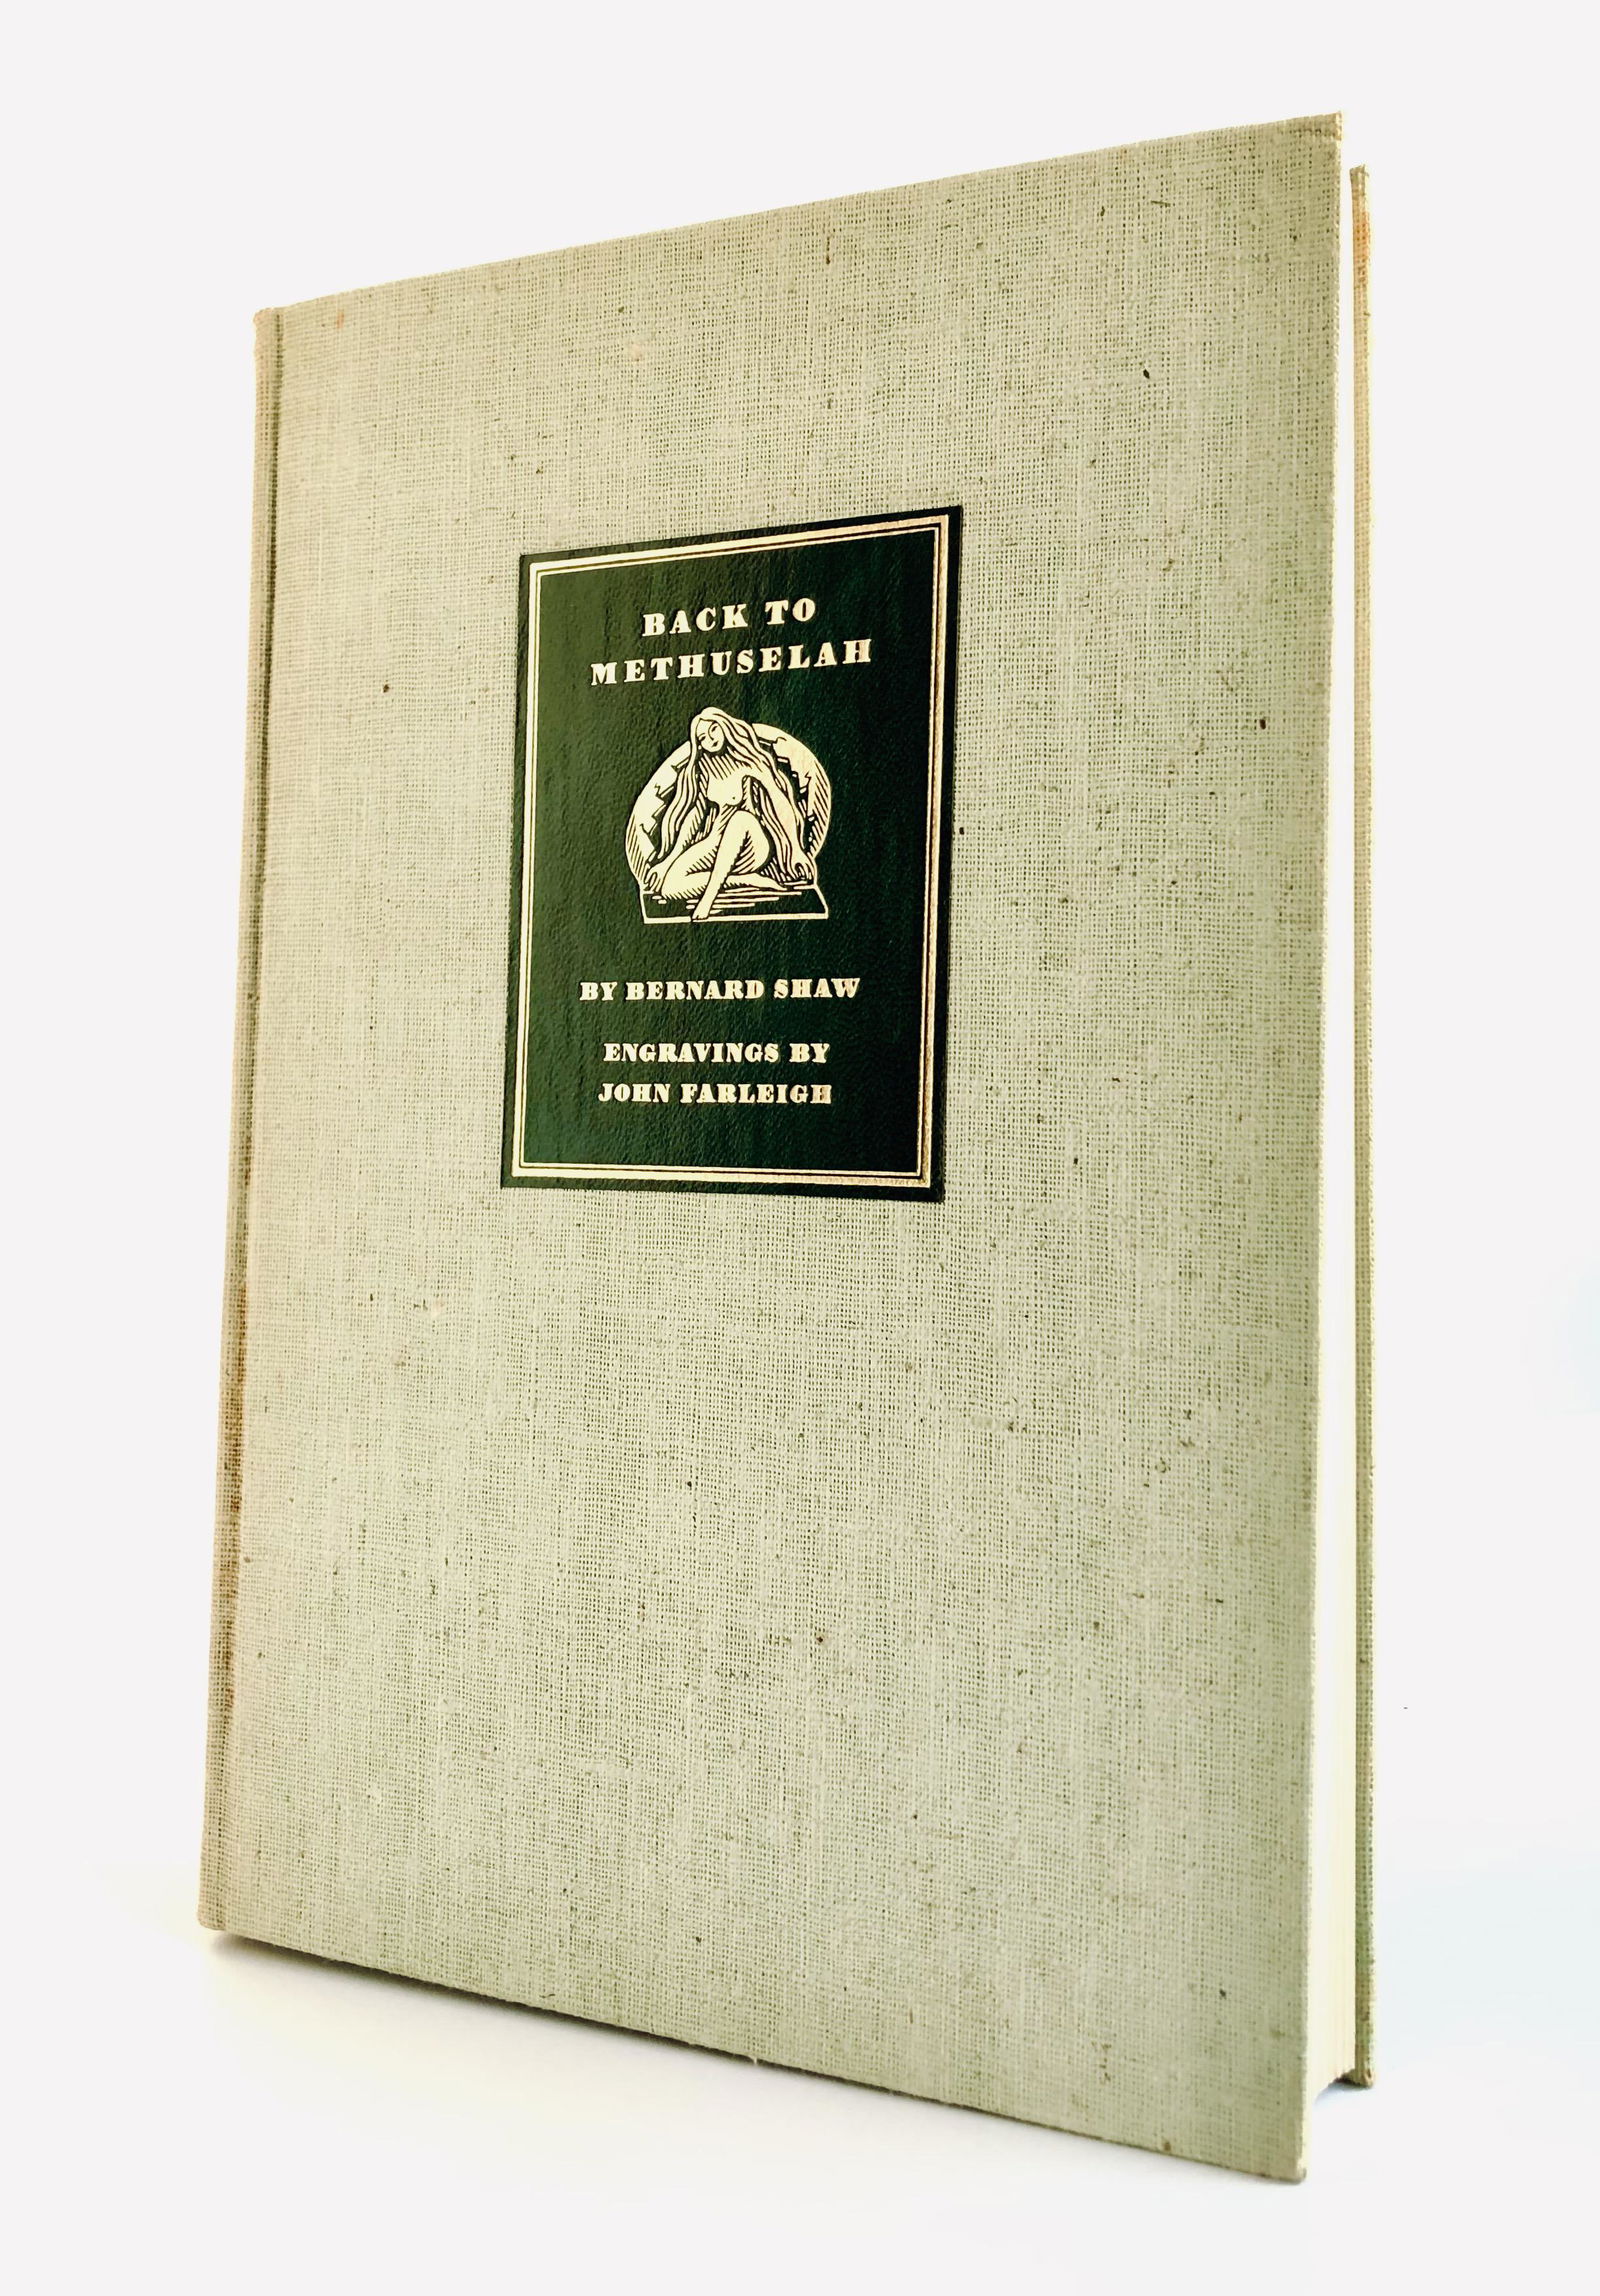 BACK TO
METHUSELAH
BY BERNARD SHAW
ENGRAVINGS BY
JOHN FARLEIGH